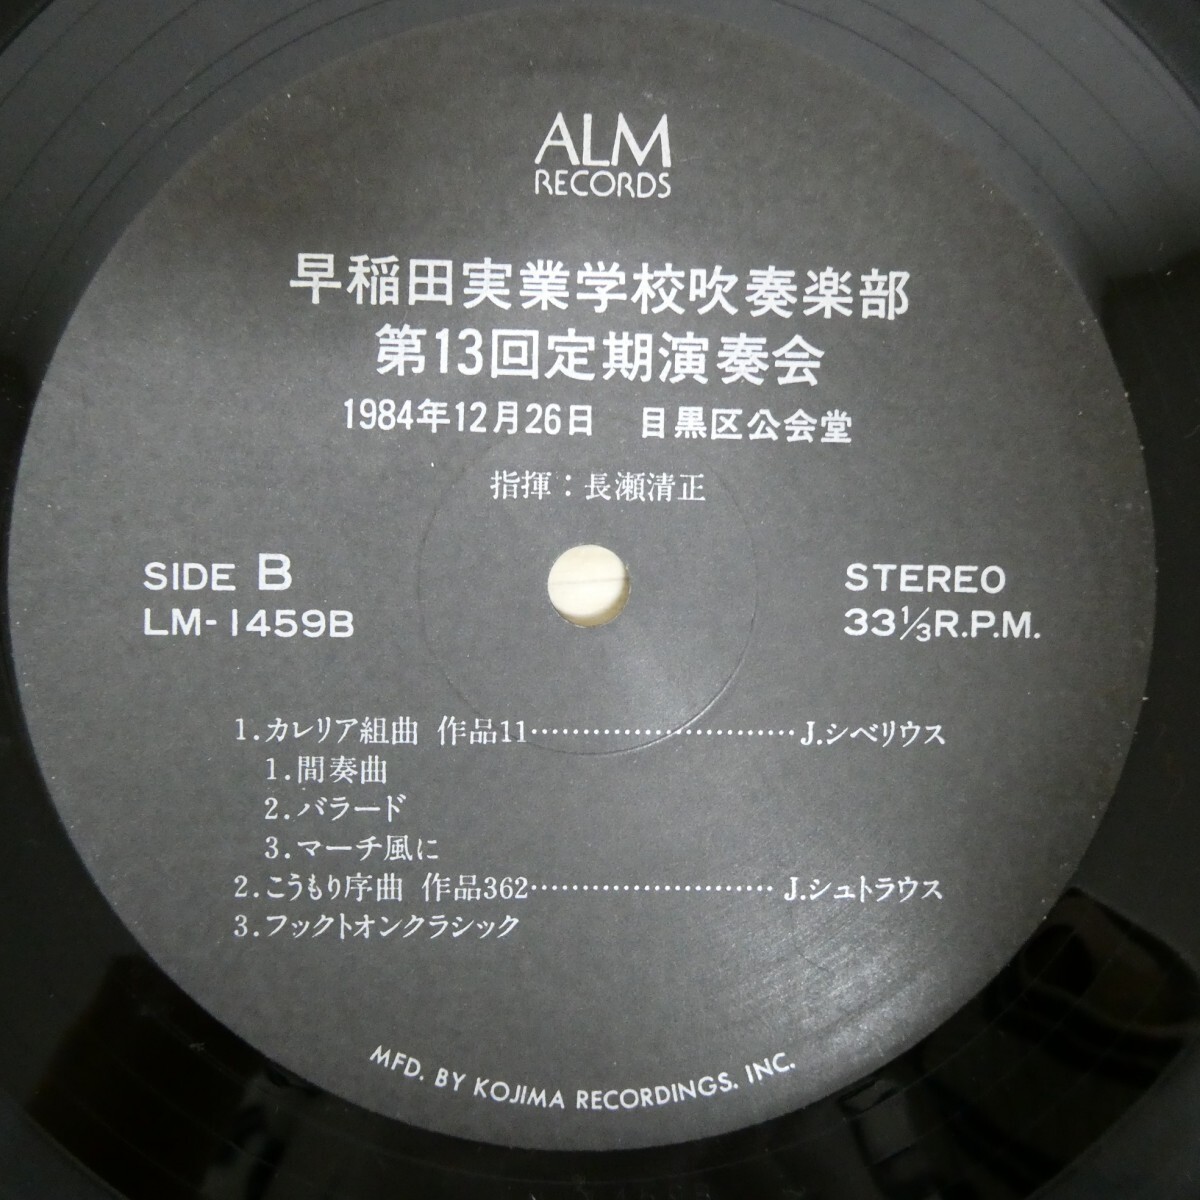 ALM
RECORDS
早稲田実業学校吹奏楽部
第13回定期演奏会
1984年12月26日 目黒区公会堂
指揮：長瀬清正
SIDE B
LM-1459B
STEREO
33⅓R.P.M.
1.カレリア組曲 作品11………………………J.シベリウス
1.間奏曲
2.バラード
3.マーチ風に
2.こうもり序曲 作品362………………………J.シュトラウス
3.フックトオンクラシック
MFD. BY KOJIMA RECORDINGS, INC.